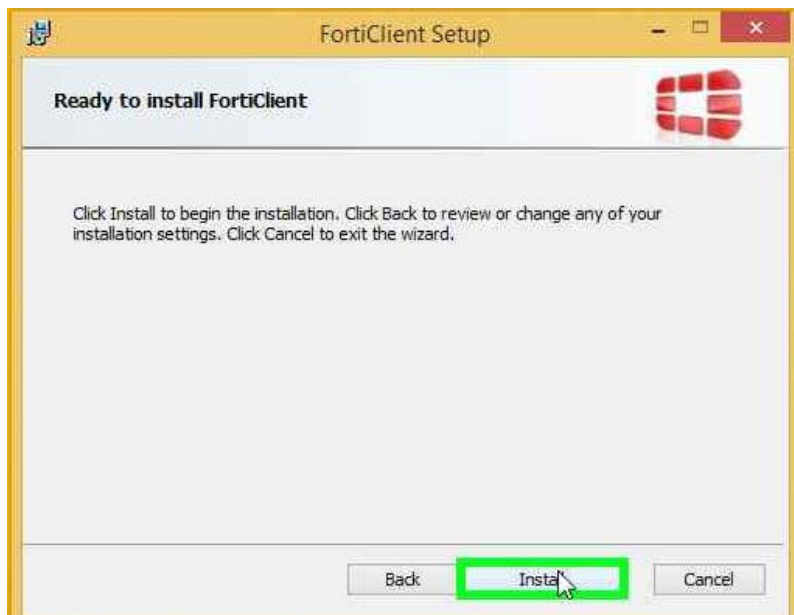 FortiClient Setup
Ready to install FortiClient
Click Install to begin the installation. Click Back to review or change any of your
installation settings. Click Cancel to exit the wizard.
Back Install Cancel